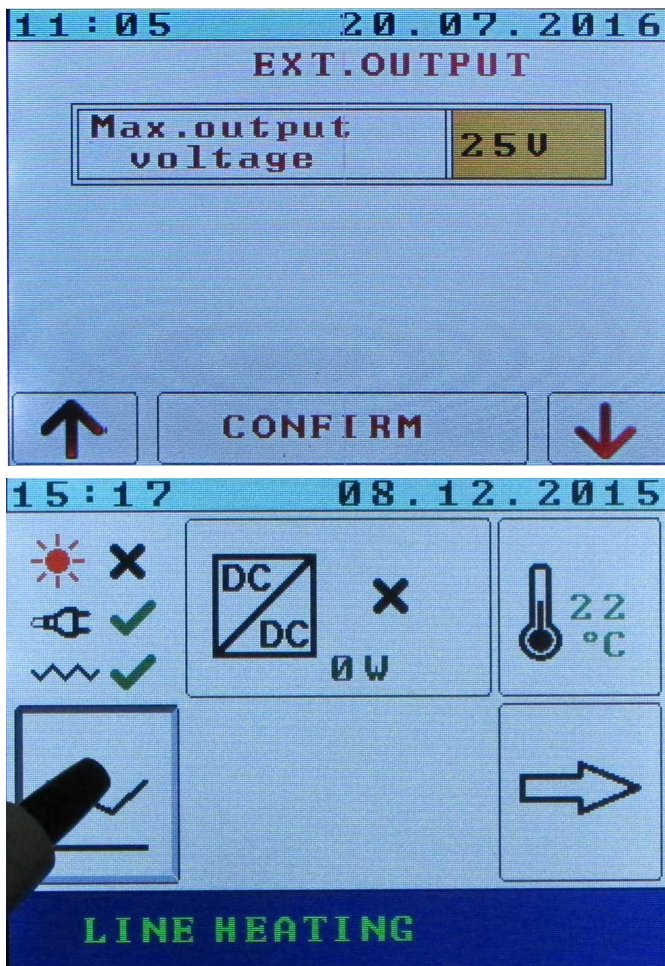 11:05 20.07.2016
EXT.OUTPUT
Max.output
voltage
25V
CONFIRM
15:17 08.12.2015
DC
DC
0W
22
°C
LINE HEATING